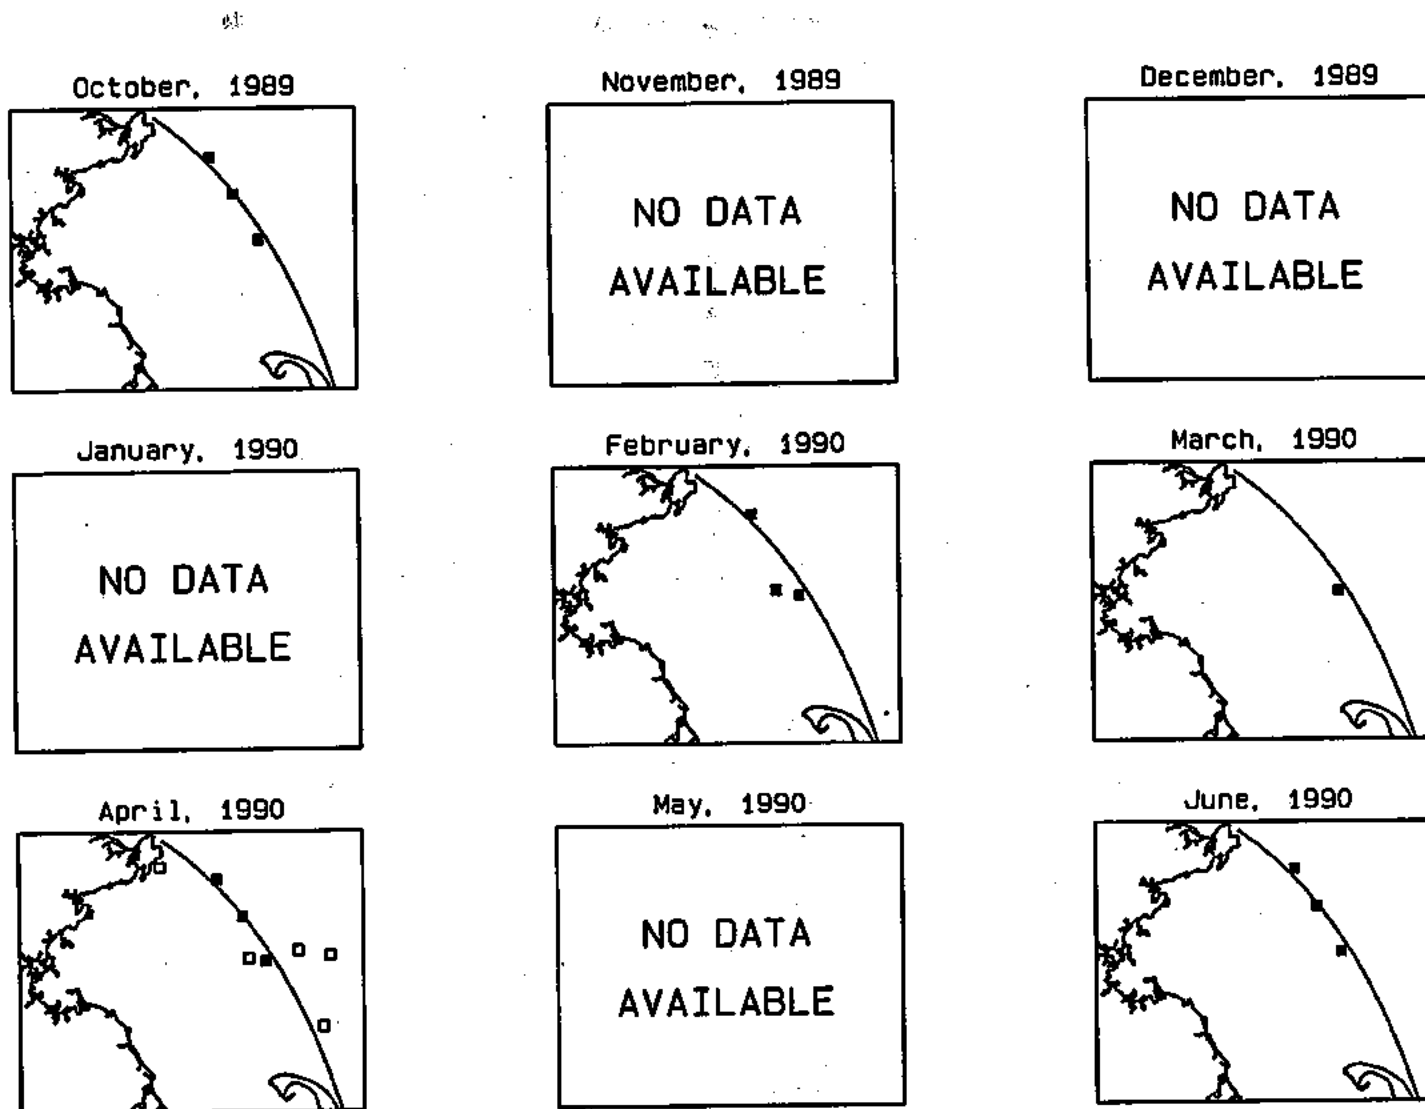 October, 1989
November, 1989
December, 1989
NO DATA
AVAILABLE
NO DATA
AVAILABLE
January, 1990
February, 1990
March, 1990
NO DATA
AVAILABLE
April, 1990
May, 1990
June, 1990
NO DATA
AVAILABLE